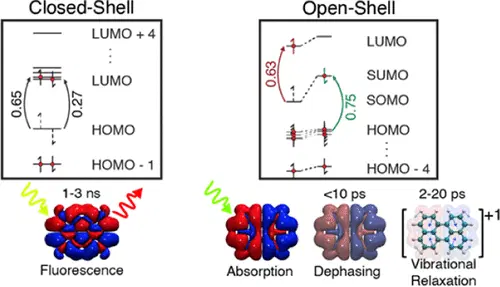 Closed-Shell
LUMO + 4
LUMO
HOMO
HOMO - 1
0.65
0.27
1-3 ns
Fluorescence
Open-Shell
LUMO
SUMO
SOMO
HOMO
HOMO - 4
0.63
0.75
<10 ps
2-20 ps
+1
Absorption
Dephasing
Vibrational
Relaxation